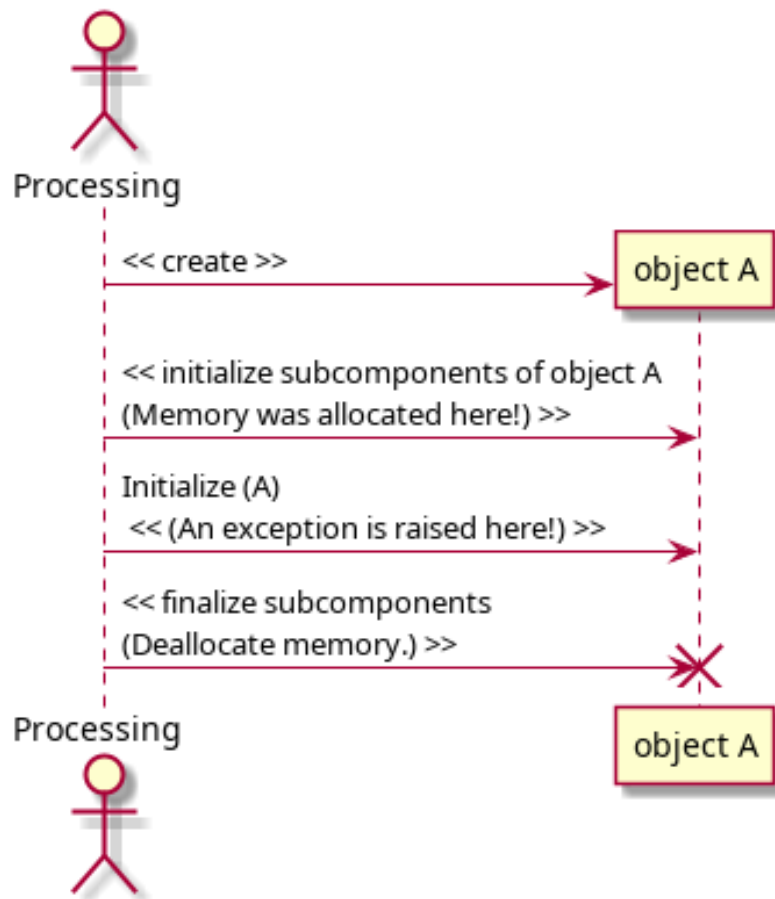 Processing
<< create >>
object A
<< initialize subcomponents of object A
(Memory was allocated here!) >>
Initialize (A)
<< (An exception is raised here!) >>
<< finalize subcomponents
(Deallocate memory.) >>
Processing
object A